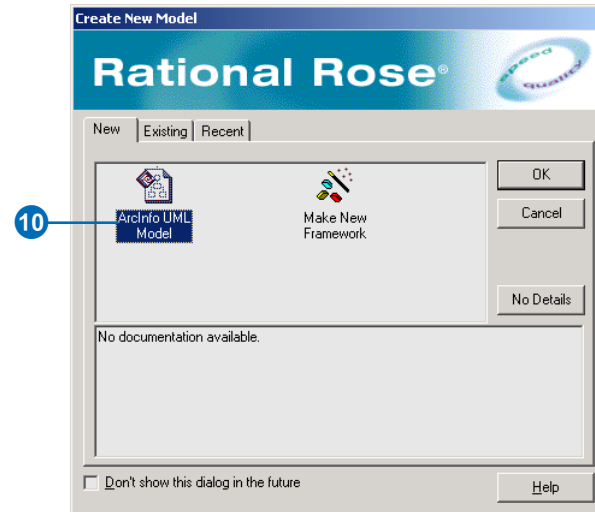 Create New Model
Rational Rose®
speed
quality
New
Existing
Recent
ArcInfo UML
Model
Make New
Framework
OK
Cancel
No Details
10
No documentation available.
Don't show this dialog in the future
Help